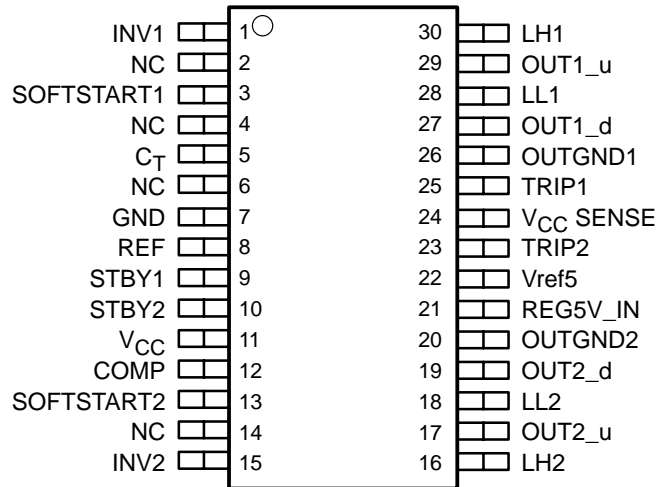 INV1 1 30 LH1
NC 2 29 OUT1_u
SOFTSTART1 3 28 LL1
NC 4 27 OUT1_d
CT 5 26 OUTGND1
NC 6 25 TRIP1
GND 7 24 VCC SENSE
REF 8 23 TRIP2
STBY1 9 22 Vref5
STBY2 10 21 REG5V_IN
VCC 11 20 OUTGND2
COMP 12 19 OUT2_d
SOFTSTART2 13 18 LL2
NC 14 17 OUT2_u
INV2 15 16 LH2